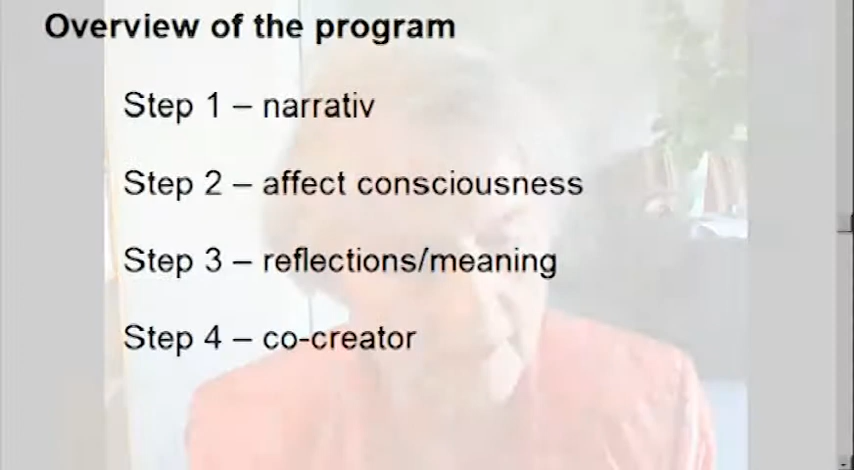 Overview of the program
Step 1 – narrativ
Step 2 – affect consciousness
Step 3 – reflections/meaning
Step 4 – co-creator